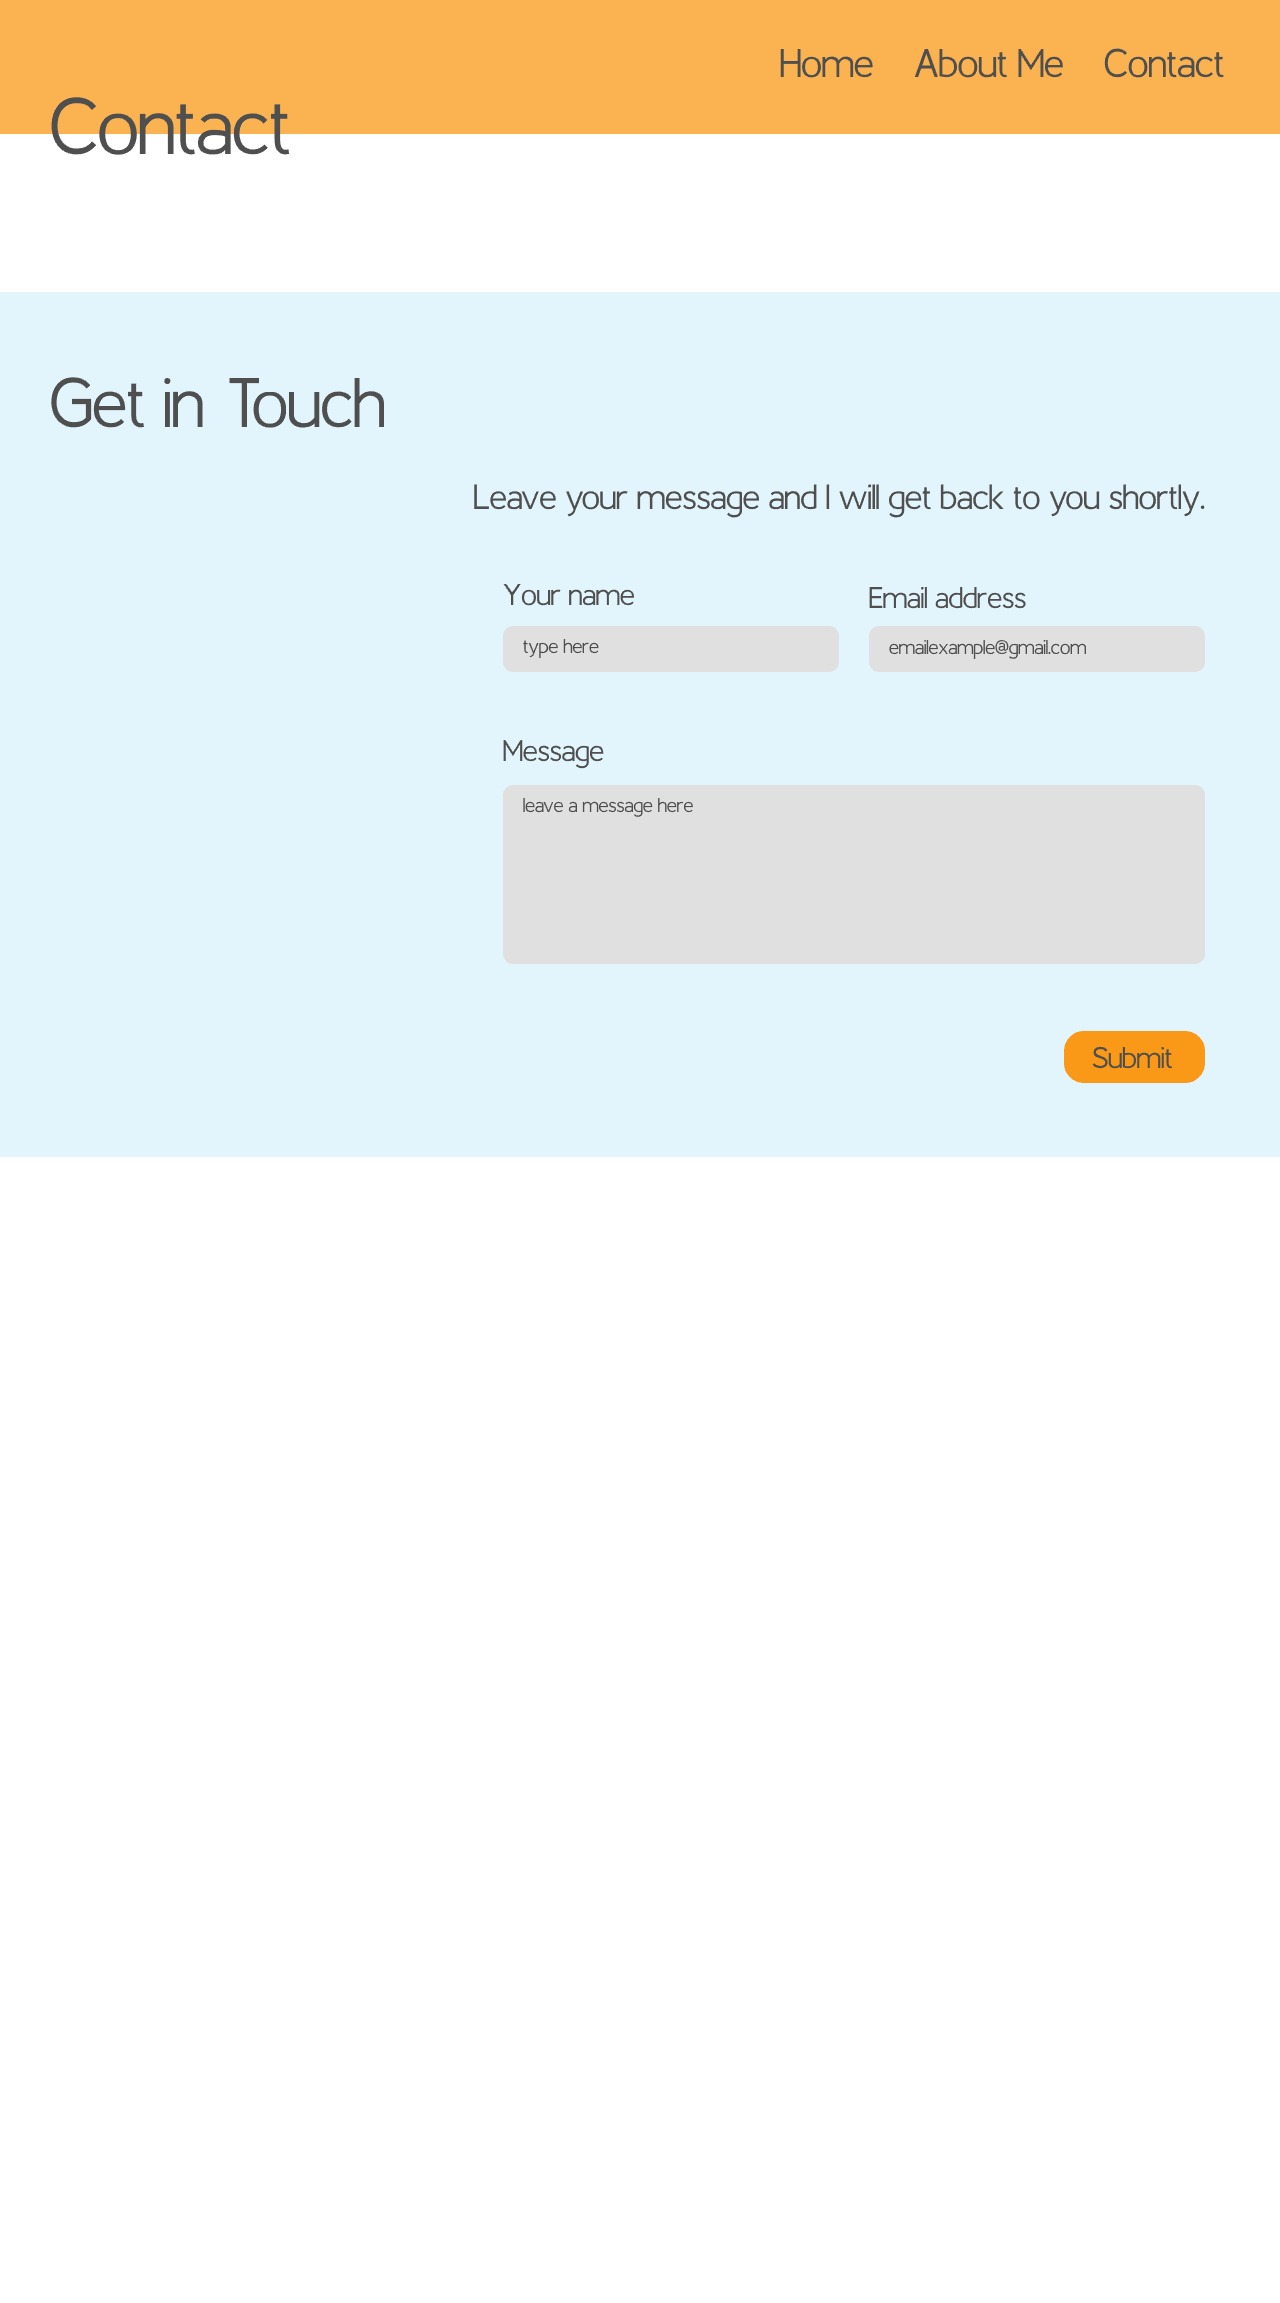 Home About Me Contact
Contact
Get in Touch
Leave your message and I will get back to you shortly.
Your name Email address
type here emailexample@gmail.com
Message
leave a message here
Submit